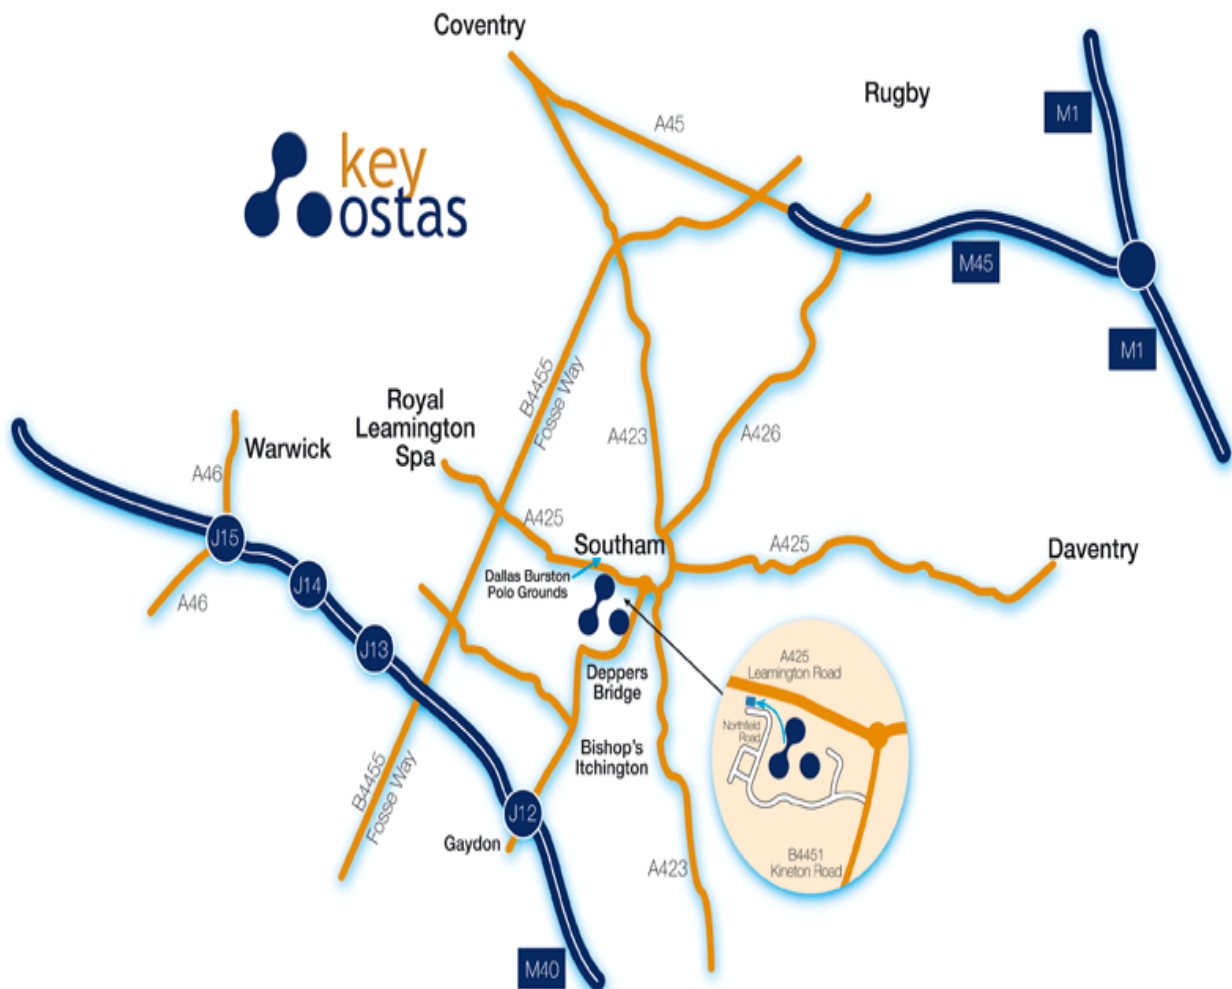 Coventry
Rugby
M1
A45
key
ostas
M45
M1
B4455
Fosse Way
Royal
Leamington
Spa
A423
A426
Warwick
A46
A425
Southam
A425
Daventry
J15
Dallas Burston
Polo Grounds
J14
A46
J13
A425
Leamington Road
Deppers
Bridge
Northfield
Road
Bishop's
Itchington
B4455
Fosse Way
J12
Gaydon
A423
B4451
Kineton Road
M40